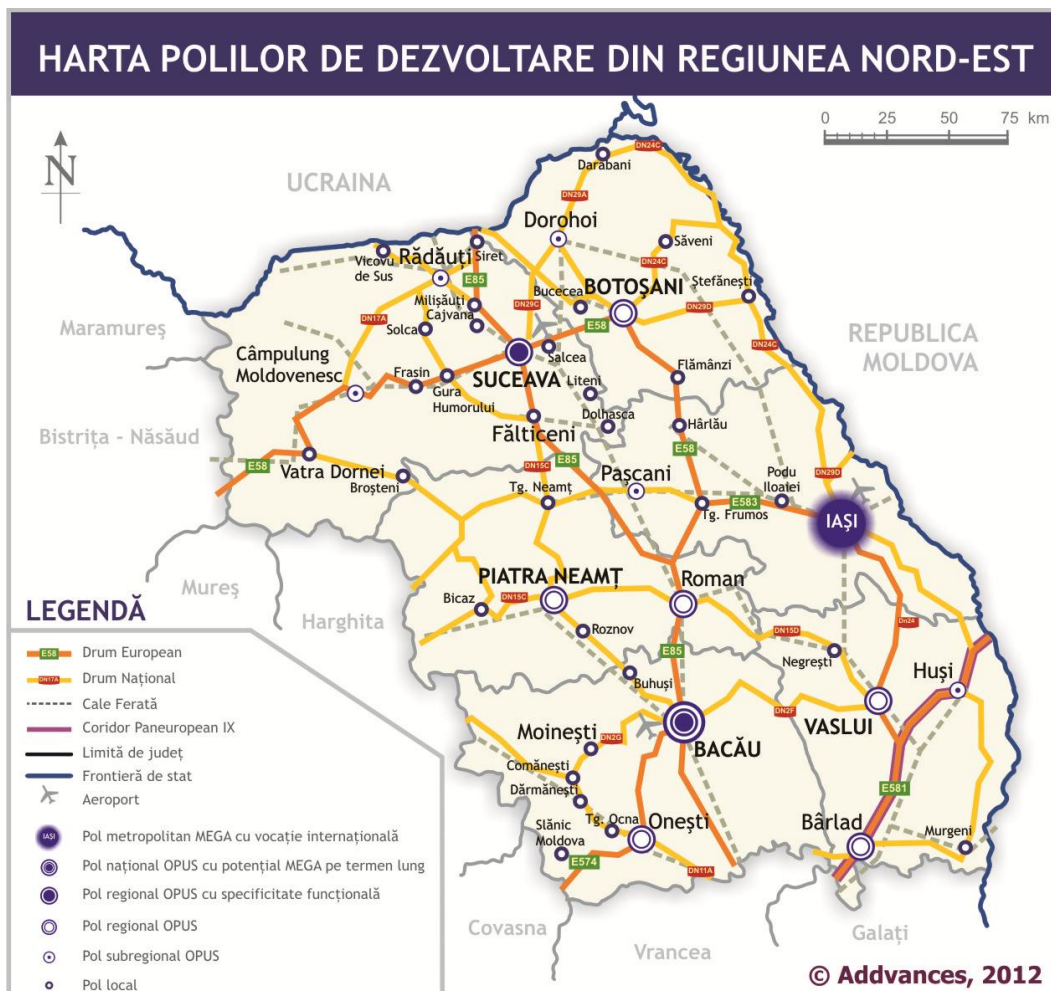 HARTA POLILOR DE DEZVOLTARE DIN REGIUNEA NORD-EST
0 25 50 75 km
N
UCRAINA
DN24C
Darabani
DN29A
Dorohoi
Vicovu
de Sus
Rădăuți
Siret
Săveni
E85
DN24C
Milișăuți
Cajvana
Bucecea
BOTOȘANI
Ștefănești
DN29C
DN29D
Maramureș
DN17A
Solca
E58
DN24C
REPUBLICA
MOLDOVA
Câmpulung
Moldovenesc
Frasin
Gura
Humorului
SUCEAVA
Salcea
Liteni
Flămânzi
Dolhasca
Hârlău
Bistrița - Năsăud
Fălticeni
E58
E58
Vatra Dornei
Broșteni
DN15C
E85
Pașcani
Podu
Iloaiei
DN29D
Tg. Neamț
Tg. Frumos
E583
IAȘI
Mureș
Harghita
PIATRA NEAMȚ
Roman
Bicaz
DN15C
Roznov
DN15D
Dn24
E85
Negrești
Huși
Buhuși
VASLUI
DN2F
Moinești
DN2G
BACĂU
Comănești
Dărmănești
E581
Tg. Ocna
Onești
Bârlad
Murgeni
Slănic
Moldova
E574
DN11A
Covasna
Vrancea
Galați
LEGENDĂ
E58 Drum European
DN17A Drum Național
Cale Ferată
Coridor Paneuropean IX
Limită de județ
Frontieră de stat
Aeroport
IAȘI Pol metropolitan MEGA cu vocație internațională
Pol național OPUS cu potențial MEGA pe termen lung
Pol regional OPUS cu specificitate funcțională
Pol regional OPUS
Pol subregional OPUS
Pol local
© Addvances, 2012